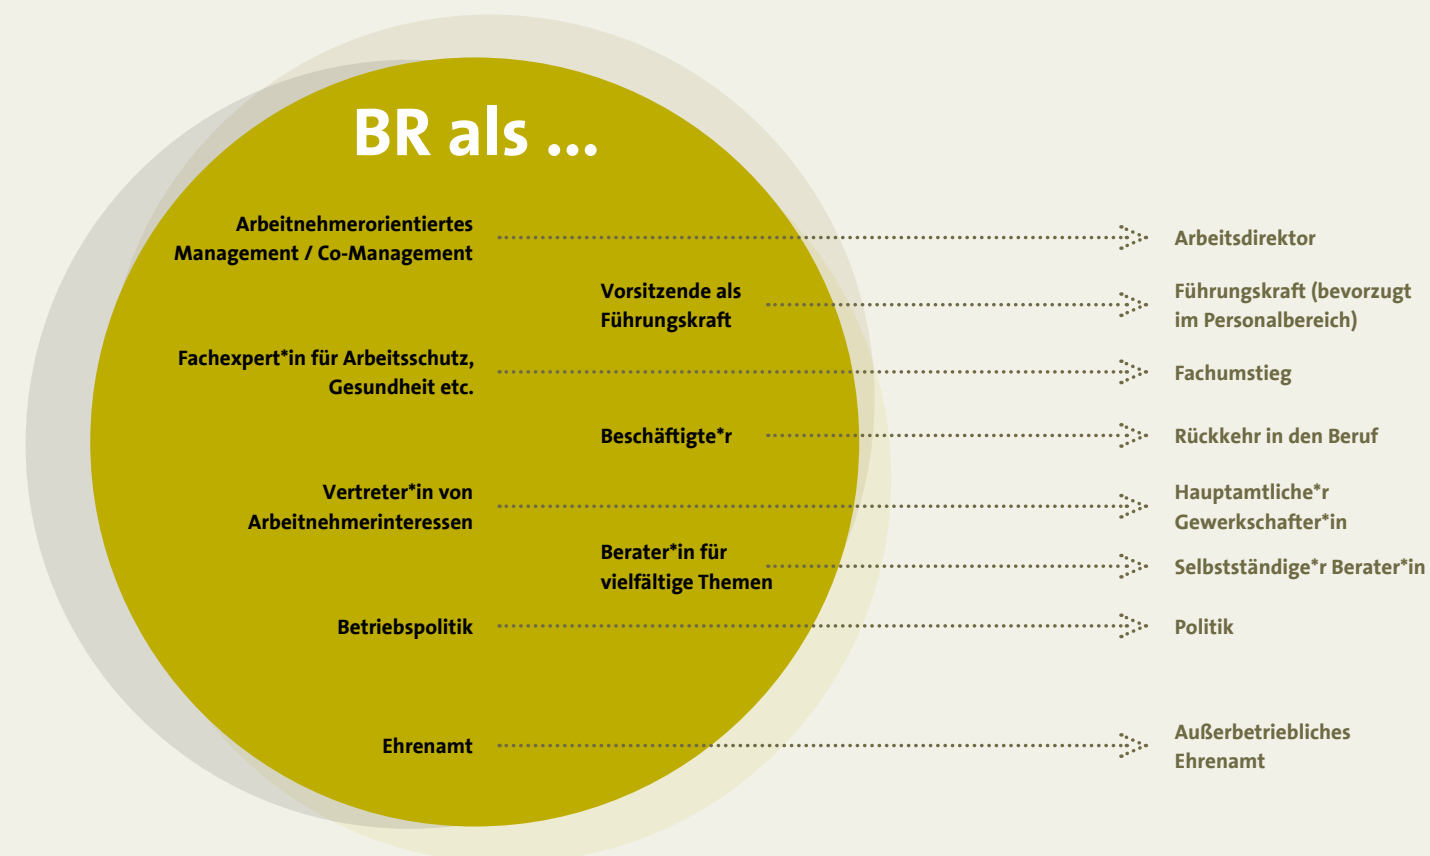 BR als ...
Arbeitnehmerorientiertes
Management / Co-Management
Arbeitsdirektor
Vorsitzende als
Führungskraft
Führungskraft (bevorzugt
im Personalbereich)
Fachexpert*in für Arbeitsschutz,
Gesundheit etc.
Fachumstieg
Beschäftigte*r
Rückkehr in den Beruf
Vertreter*in von
Arbeitnehmerinteressen
Hauptamtliche*r
Gewerkschafter*in
Berater*in für
vielfältige Themen
Selbstständige*r Berater*in
Betriebspolitik
Politik
Ehrenamt
Außerbetriebliches
Ehrenamt